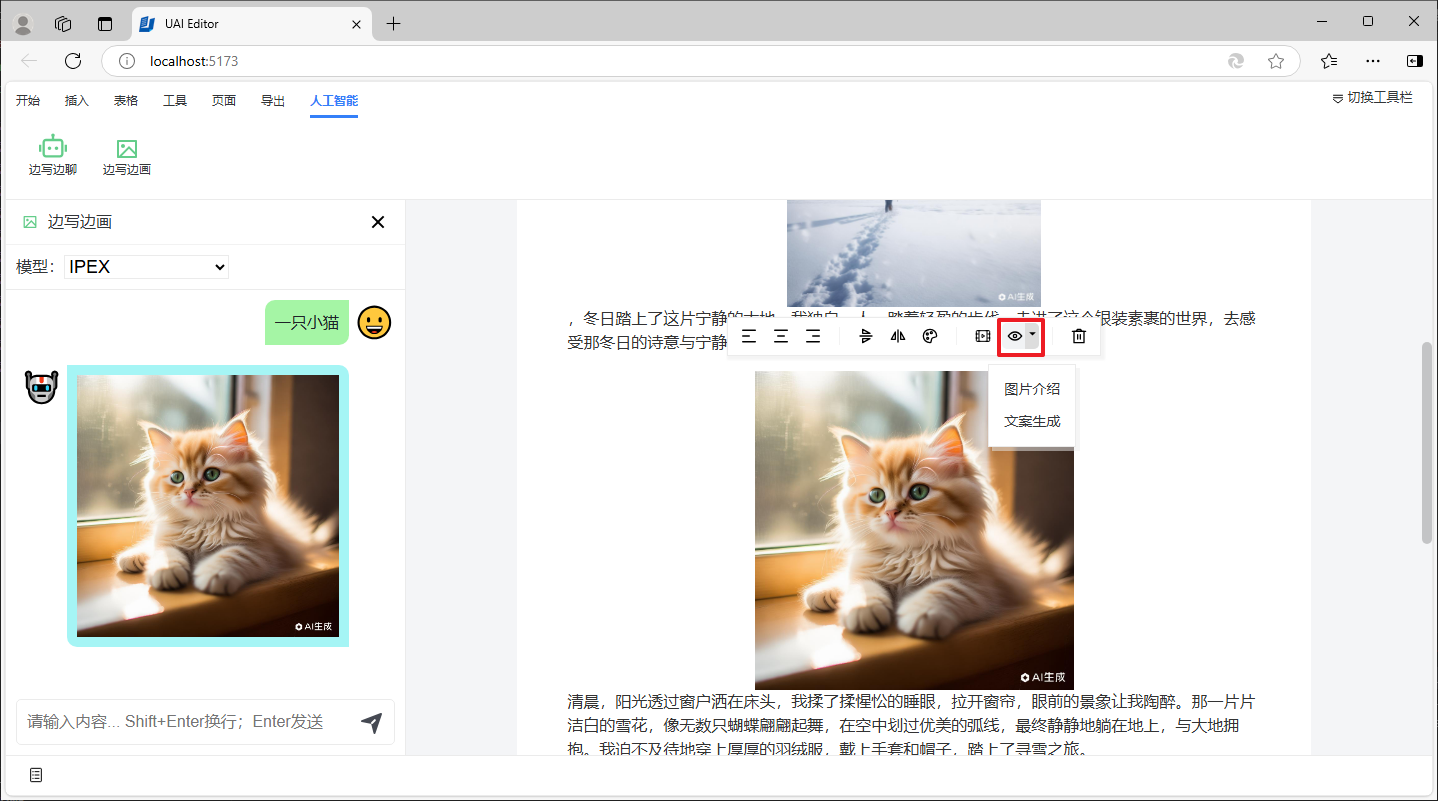 UAI Editor
localhost:5173
开始 插入 表格 工具 页面 导出 人工智能
切换工具栏
边写边聊 边写边画
边写边画
模型： IPEX
一只小猫
AI生成
请输入内容... Shift+Enter换行；Enter发送
AI生成
，冬日踏上了这片宁静的大地，我独自一人，踏着轻盈的步伐，走进了这个银装素裹的世界，去感
受那冬日的诗意与宁静
图片介绍
文案生成
AI生成
清晨，阳光透过窗户洒在床头，我揉了揉惺忪的睡眼，拉开窗帘，眼前的景象让我陶醉。那一片片
洁白的雪花，像无数只蝴蝶翩翩起舞，在空中划过优美的弧线，最终静静地躺在地上，与大地拥
抱。我迫不及待地穿上厚厚的羽绒服，戴上手套和帽子，踏上了寻雪之旅。